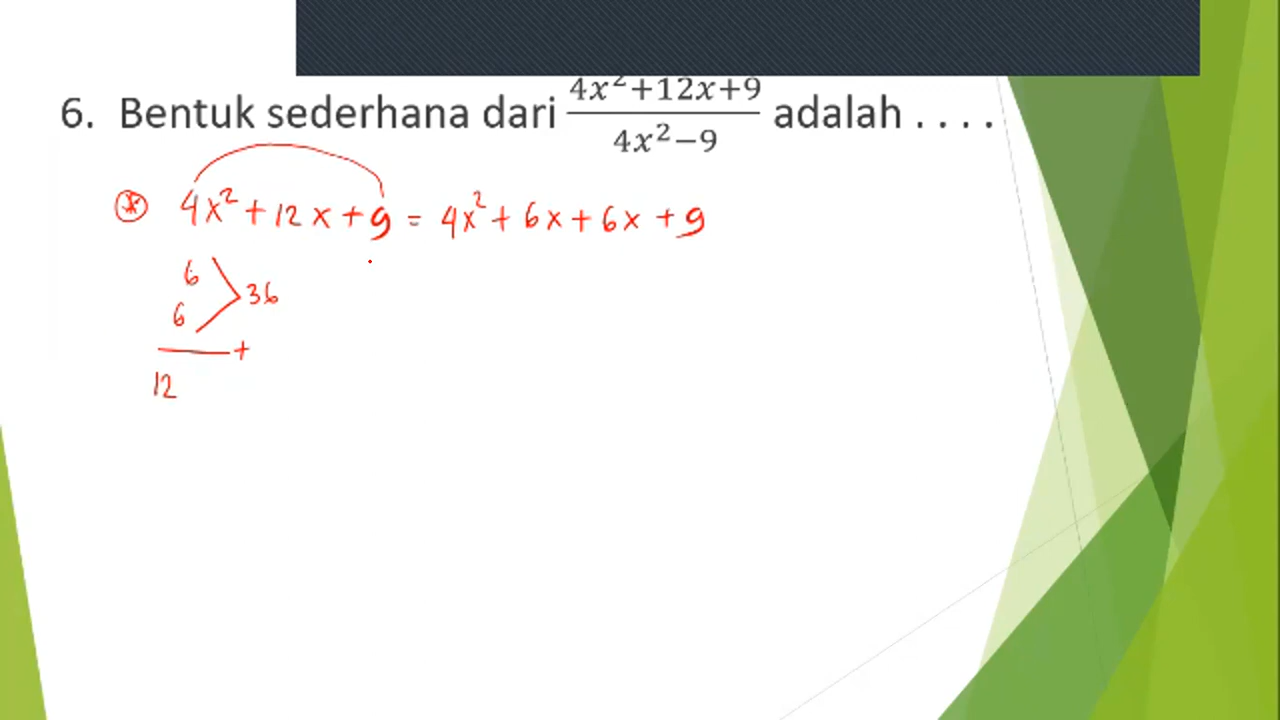 6. Bentuk sederhana dari (4x²+12x+9)/(4x²−9) adalah . . . .
⊛ 4x² + 12x + 9 = 4x² + 6x + 6x + 9
6
6 > 36
+
12